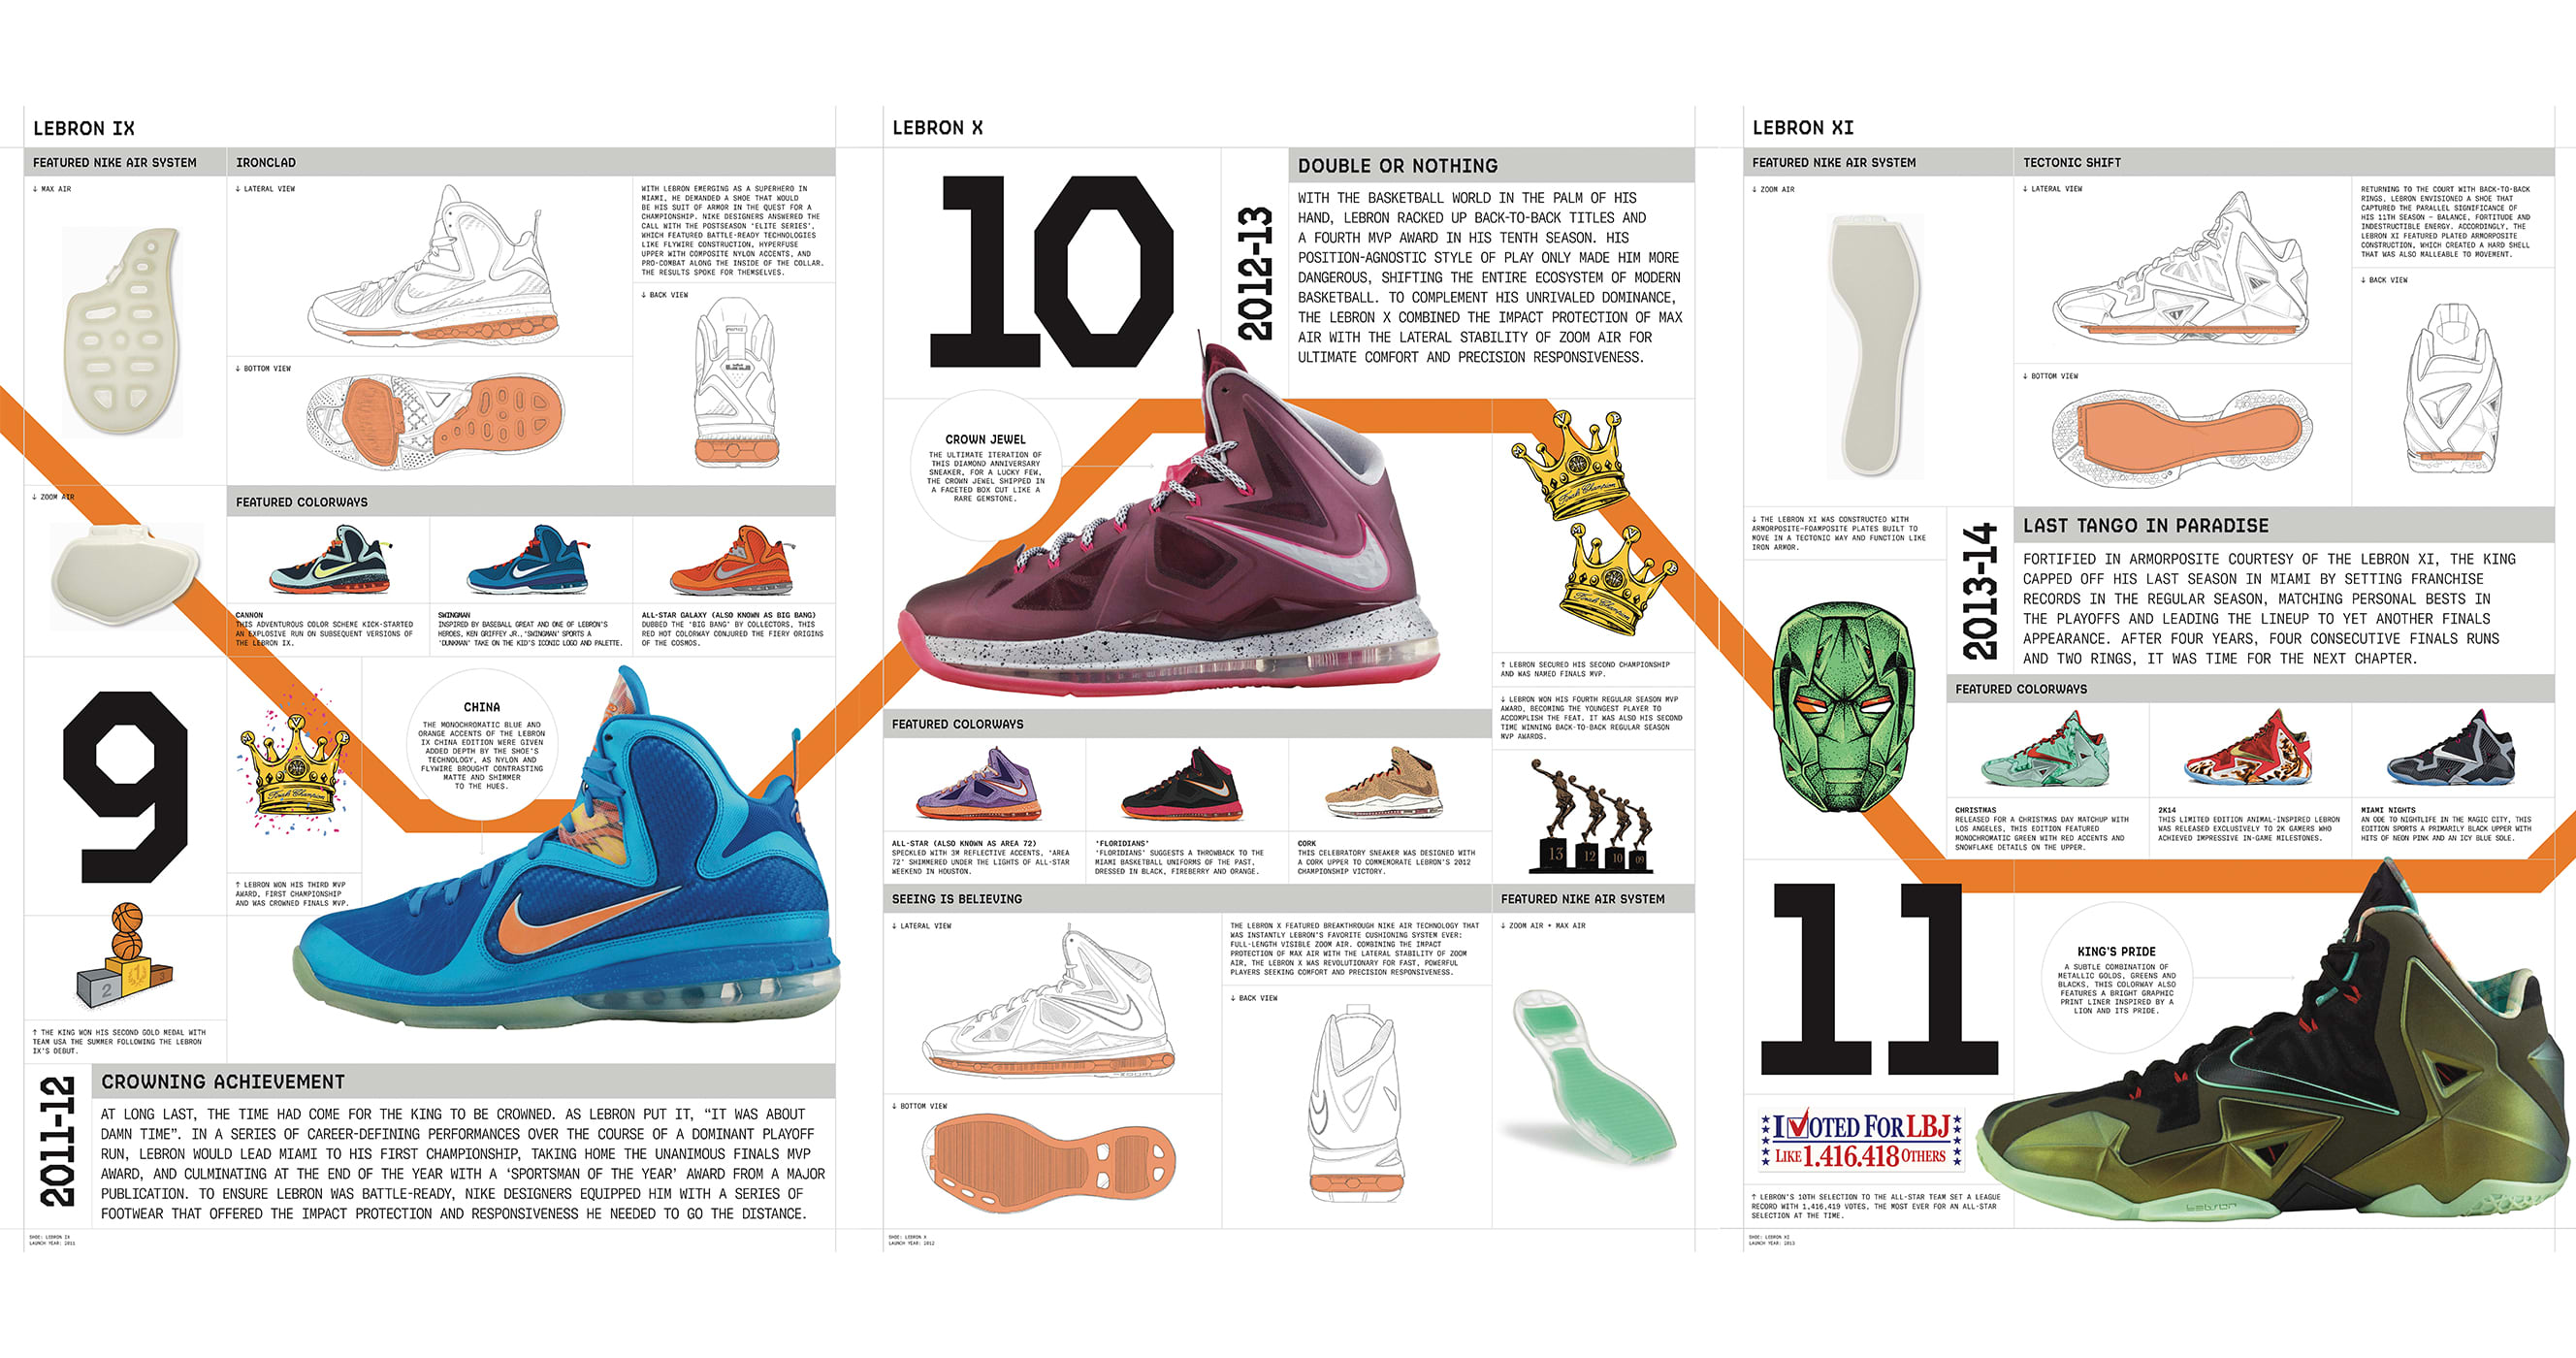 LEBRON IX
FEATURED NIKE AIR SYSTEM
↓ MAX AIR
↓ ZOOM AIR
IRONCLAD
↓ LATERAL VIEW
WITH LEBRON EMERGING AS A SUPERHERO IN
MIAMI, HE DEMANDED A SHOE THAT WOULD
BE HIS SUIT OF ARMOR IN THE QUEST FOR A
CHAMPIONSHIP. NIKE DESIGNERS ANSWERED THE
CALL WITH THE POSTSEASON 'ELITE SERIES',
WHICH FEATURED BATTLE-READY TECHNOLOGIES
LIKE FLYWIRE CONSTRUCTION, HYPERFUSE
UPPER WITH COMPOSITE NYLON ACCENTS, AND
PRO-COMBAT ALONG THE INSIDE OF THE COLLAR.
THE RESULTS SPOKE FOR THEMSELVES.
↓ BACK VIEW
↓ BOTTOM VIEW
FEATURED COLORWAYS
CANNON
THIS ADVENTUROUS COLOR SCHEME KICK-STARTED
AN EXPLOSIVE RUN ON SUBSEQUENT VERSIONS OF
THE LEBRON IX.
SWINGMAN
INSPIRED BY BASEBALL GREAT AND ONE OF LEBRON'S
HEROES, KEN GRIFFEY JR., 'SWINGMAN' SPORTS A
'DUNKMAN' TAKE ON THE KID'S ICONIC LOGO AND PALETTE.
ALL-STAR GALAXY (ALSO KNOWN AS BIG BANG)
DUBBED THE 'BIG BANG' BY COLLECTORS, THIS
RED HOT COLORWAY CONJURED THE FIERY ORIGINS
OF THE COSMOS.
9
↑ LEBRON WON HIS THIRD MVP
AWARD, FIRST CHAMPIONSHIP
AND WAS CROWNED FINALS MVP.
CHINA
THE MONOCHROMATIC BLUE AND
ORANGE ACCENTS OF THE LEBRON
IX CHINA EDITION WERE GIVEN
ADDED DEPTH BY THE SHOE'S
TECHNOLOGY, AS NYLON AND
FLYWIRE BROUGHT CONTRASTING
MATTE AND SHIMMER
TO THE HUES.
2 1 3
↑ THE KING WON HIS SECOND GOLD MEDAL WITH
TEAM USA THE SUMMER FOLLOWING THE LEBRON
IX'S DEBUT.
2011-12
CROWNING ACHIEVEMENT
AT LONG LAST, THE TIME HAD COME FOR THE KING TO BE CROWNED. AS LEBRON PUT IT, "IT WAS ABOUT
DAMN TIME". IN A SERIES OF CAREER-DEFINING PERFORMANCES OVER THE COURSE OF A DOMINANT PLAYOFF
RUN, LEBRON WOULD LEAD MIAMI TO HIS FIRST CHAMPIONSHIP, TAKING HOME THE UNANIMOUS FINALS MVP
AWARD, AND CULMINATING AT THE END OF THE YEAR WITH A 'SPORTSMAN OF THE YEAR' AWARD FROM A MAJOR
PUBLICATION. TO ENSURE LEBRON WAS BATTLE-READY, NIKE DESIGNERS EQUIPPED HIM WITH A SERIES OF
FOOTWEAR THAT OFFERED THE IMPACT PROTECTION AND RESPONSIVENESS HE NEEDED TO GO THE DISTANCE.
SHOE: LEBRON IX
LAUNCH YEAR: 2011
LEBRON X
10
2012-13
DOUBLE OR NOTHING
WITH THE BASKETBALL WORLD IN THE PALM OF HIS
HAND, LEBRON RACKED UP BACK-TO-BACK TITLES AND
A FOURTH MVP AWARD IN HIS TENTH SEASON. HIS
POSITION-AGNOSTIC STYLE OF PLAY ONLY MADE HIM MORE
DANGEROUS, SHIFTING THE ENTIRE ECOSYSTEM OF MODERN
BASKETBALL. TO COMPLEMENT HIS UNRIVALED DOMINANCE,
THE LEBRON X COMBINED THE IMPACT PROTECTION OF MAX
AIR WITH THE LATERAL STABILITY OF ZOOM AIR FOR
ULTIMATE COMFORT AND PRECISION RESPONSIVENESS.
CROWN JEWEL
THE ULTIMATE ITERATION OF
THIS DIAMOND ANNIVERSARY
SNEAKER, FOR A LUCKY FEW,
THE CROWN JEWEL SHIPPED IN
A FACETED BOX CUT LIKE A
RARE GEMSTONE.
↑ LEBRON SECURED HIS SECOND CHAMPIONSHIP
AND WAS NAMED FINALS MVP.
↓ LEBRON WON HIS FOURTH REGULAR SEASON MVP
AWARD, BECOMING THE YOUNGEST PLAYER TO
ACCOMPLISH THE FEAT. IT WAS ALSO HIS SECOND
TIME WINNING BACK-TO-BACK REGULAR SEASON
MVP AWARDS.
13 12 10 09
FEATURED COLORWAYS
ALL-STAR (ALSO KNOWN AS AREA 72)
SPECKLED WITH 3M REFLECTIVE ACCENTS, 'AREA
72' SHIMMERED UNDER THE LIGHTS OF ALL-STAR
WEEKEND IN HOUSTON.
'FLORIDIANS'
'FLORIDIANS' SUGGESTS A THROWBACK TO THE
MIAMI BASKETBALL UNIFORMS OF THE PAST,
DRESSED IN BLACK, FIREBERRY AND ORANGE.
CORK
THIS CELEBRATORY SNEAKER WAS DESIGNED WITH
A CORK UPPER TO COMMEMORATE LEBRON'S 2012
CHAMPIONSHIP VICTORY.
SEEING IS BELIEVING
↓ LATERAL VIEW
THE LEBRON X FEATURED BREAKTHROUGH NIKE AIR TECHNOLOGY THAT
WAS INSTANTLY LEBRON'S FAVORITE CUSHIONING SYSTEM EVER:
FULL-LENGTH VISIBLE ZOOM AIR. COMBINING THE IMPACT
PROTECTION OF MAX AIR WITH THE LATERAL STABILITY OF ZOOM
AIR, THE LEBRON X WAS REVOLUTIONARY FOR FAST, POWERFUL
PLAYERS SEEKING COMFORT AND PRECISION RESPONSIVENESS.
↓ BACK VIEW
↓ BOTTOM VIEW
FEATURED NIKE AIR SYSTEM
↓ ZOOM AIR + MAX AIR
SHOE: LEBRON X
LAUNCH YEAR: 2012
LEBRON XI
FEATURED NIKE AIR SYSTEM
↓ ZOOM AIR
↓ THE LEBRON XI WAS CONSTRUCTED WITH
ARMORPOSITE-FOAMPOSITE PLATES BUILT TO
MOVE IN A TECTONIC WAY AND FUNCTION LIKE
IRON ARMOR.
TECTONIC SHIFT
↓ LATERAL VIEW
RETURNING TO THE COURT WITH BACK-TO-BACK
RINGS, LEBRON ENVISIONED A SHOE THAT
CAPTURED THE PARALLEL SIGNIFICANCE OF
HIS 11TH SEASON – BALANCE, FORTITUDE AND
INDESTRUCTIBLE ENERGY. ACCORDINGLY, THE
LEBRON XI FEATURED PLATED ARMORPOSITE
CONSTRUCTION, WHICH CREATED A HARD SHELL
THAT WAS ALSO MALLEABLE TO MOVEMENT.
↓ BACK VIEW
↓ BOTTOM VIEW
2013-14
LAST TANGO IN PARADISE
FORTIFIED IN ARMORPOSITE COURTESY OF THE LEBRON XI, THE KING
CAPPED OFF HIS LAST SEASON IN MIAMI BY SETTING FRANCHISE
RECORDS IN THE REGULAR SEASON, MATCHING PERSONAL BESTS IN
THE PLAYOFFS AND LEADING THE LINEUP TO YET ANOTHER FINALS
APPEARANCE. AFTER FOUR YEARS, FOUR CONSECUTIVE FINALS RUNS
AND TWO RINGS, IT WAS TIME FOR THE NEXT CHAPTER.
FEATURED COLORWAYS
CHRISTMAS
RELEASED FOR A CHRISTMAS DAY MATCHUP WITH
LOS ANGELES, THIS EDITION FEATURED
MONOCHROMATIC GREEN WITH RED ACCENTS AND
SNOWFLAKE DETAILS ON THE UPPER.
2K14
THIS LIMITED EDITION ANIMAL-INSPIRED LEBRON
WAS RELEASED EXCLUSIVELY TO 2K GAMERS WHO
ACHIEVED IMPRESSIVE IN-GAME MILESTONES.
MIAMI NIGHTS
AN ODE TO NIGHTLIFE IN THE MAGIC CITY, THIS
EDITION SPORTS A PRIMARILY BLACK UPPER WITH
HITS OF NEON PINK AND AN ICY BLUE SOLE.
11
KING'S PRIDE
A SUBTLE COMBINATION OF
METALLIC GOLDS, GREENS AND
BLACKS, THIS COLORWAY ALSO
FEATURES A BRIGHT GRAPHIC
PRINT LINER INSPIRED BY A
LION AND ITS PRIDE.
I VOTED FOR LBJ
LIKE 1,416,418 OTHERS
↑ LEBRON'S 10TH SELECTION TO THE ALL-STAR TEAM SET A LEAGUE
RECORD WITH 1,416,419 VOTES, THE MOST EVER FOR AN ALL-STAR
SELECTION AT THE TIME.
lebron
SHOE: LEBRON XI
LAUNCH YEAR: 2013